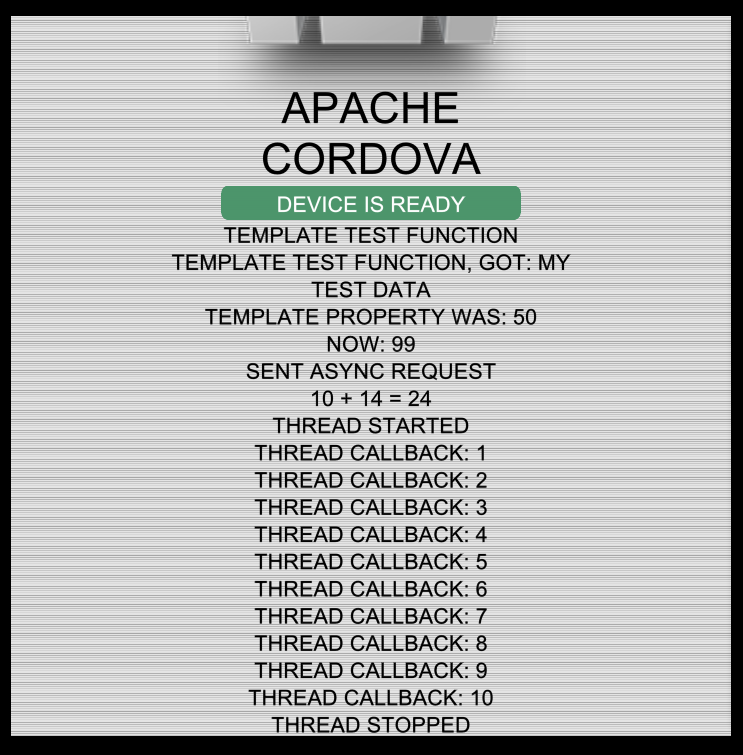 APACHE
CORDOVA
DEVICE IS READY
TEMPLATE TEST FUNCTION
TEMPLATE TEST FUNCTION, GOT: MY
TEST DATA
TEMPLATE PROPERTY WAS: 50
NOW: 99
SENT ASYNC REQUEST
10 + 14 = 24
THREAD STARTED
THREAD CALLBACK: 1
THREAD CALLBACK: 2
THREAD CALLBACK: 3
THREAD CALLBACK: 4
THREAD CALLBACK: 5
THREAD CALLBACK: 6
THREAD CALLBACK: 7
THREAD CALLBACK: 8
THREAD CALLBACK: 9
THREAD CALLBACK: 10
THREAD STOPPED